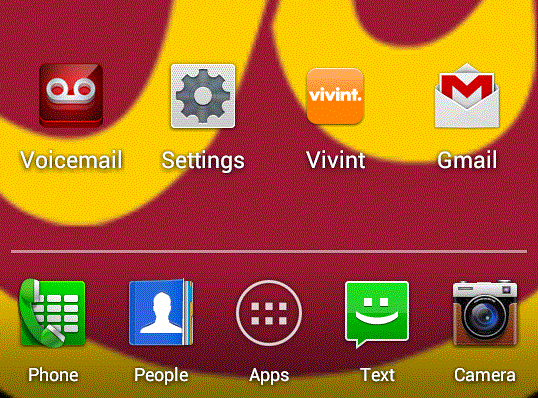 vivint.
Voicemail Settings Vivint Gmail
Phone People Apps Text Camera